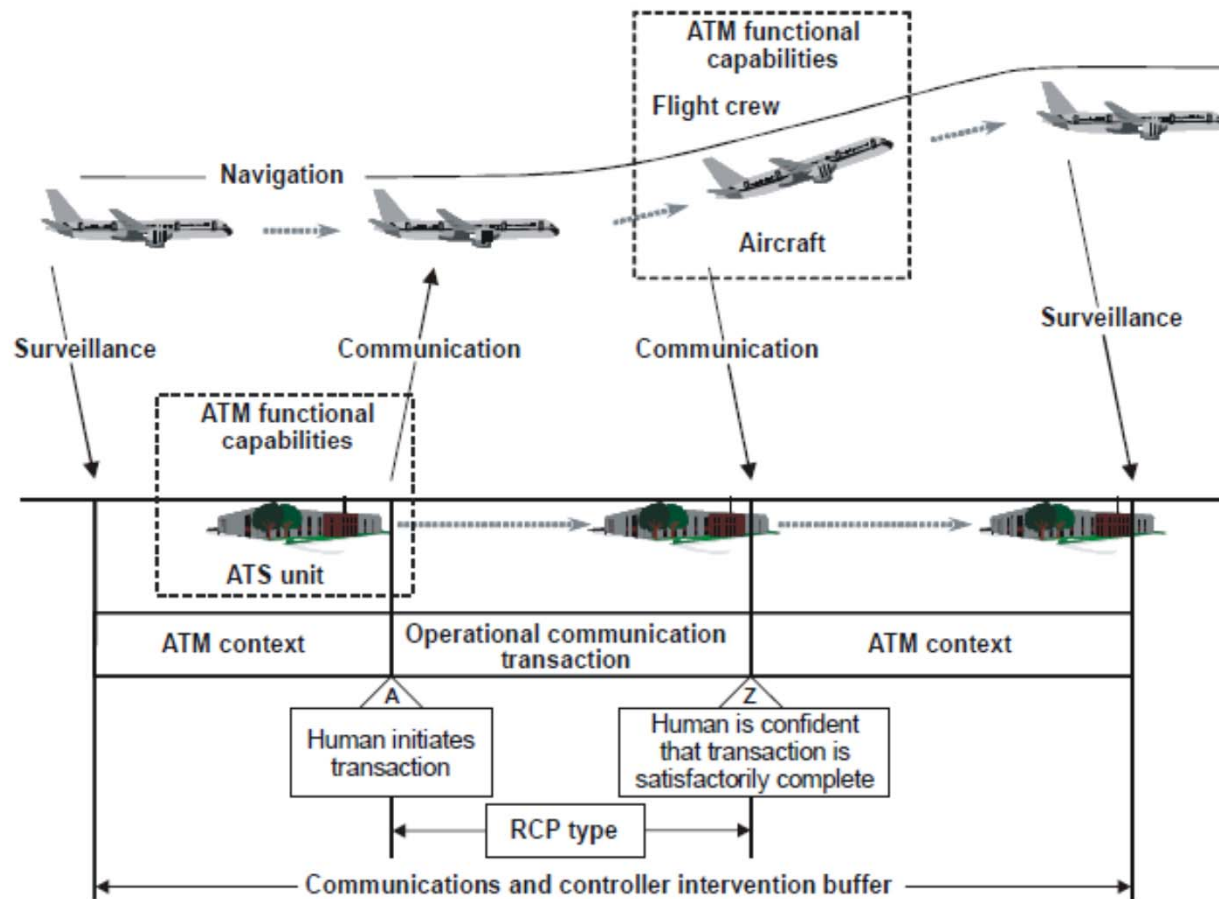 ATM functional
capabilities
Flight crew
Navigation
Aircraft
Surveillance
Communication
Communication
Surveillance
ATM functional
capabilities
ATS unit
ATM context
Operational communication
transaction
ATM context
A
Z
Human initiates
transaction
Human is confident
that transaction is
satisfactorily complete
RCP type
Communications and controller intervention buffer